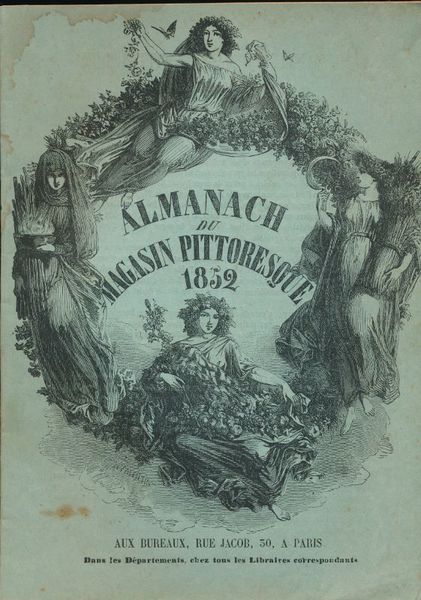 ALMANACH
DU
MAGASIN PITTORESQUE
1852
AUX BUREAUX, RUE JACOB, 30, A PARIS
Dans les Départements, chez tous les Libraires correspondants